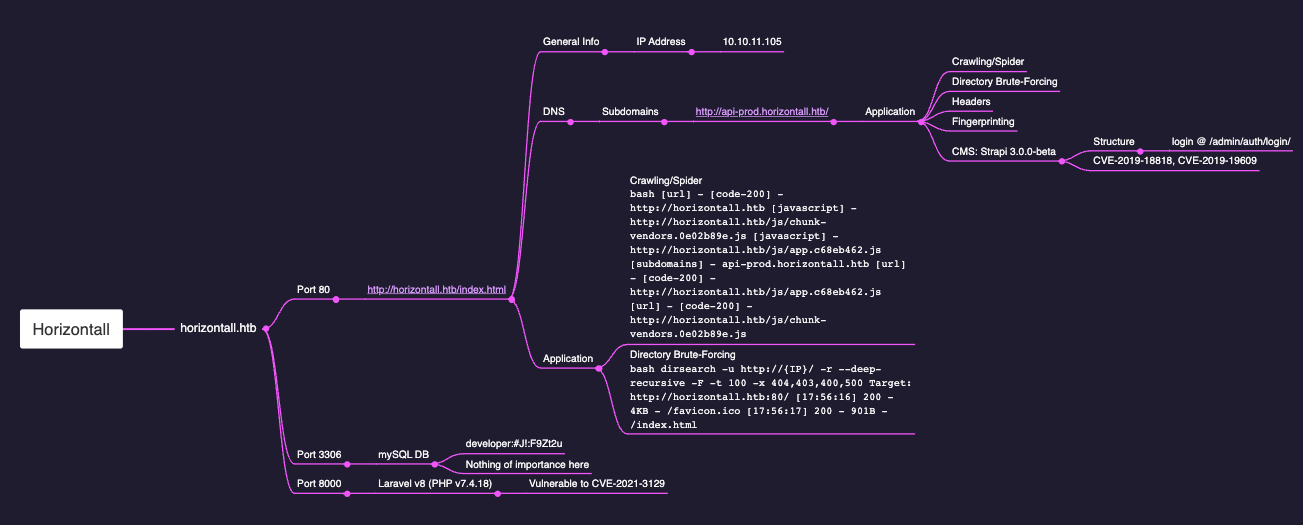 Horizontall
horizontall.htb
Port 80
http://horizontall.htb/index.html
General Info
IP Address
10.10.11.105
DNS
Subdomains
http://api-prod.horizontall.htb/
Application
Crawling/Spider
Directory Brute-Forcing
Headers
Fingerprinting
CMS: Strapi 3.0.0-beta
Structure
login @ /admin/auth/login/
CVE-2019-18818, CVE-2019-19609
Application
Crawling/Spider
bash [url] - [code-200] -
http://horizontall.htb [javascript] -
http://horizontall.htb/js/chunk-
vendors.0e02b89e.js [javascript] -
http://horizontall.htb/js/app.c68eb462.js
[subdomains] - api-prod.horizontall.htb [url]
- [code-200] -
http://horizontall.htb/js/app.c68eb462.js
[url] - [code-200] -
http://horizontall.htb/js/chunk-
vendors.0e02b89e.js
Directory Brute-Forcing
bash dirsearch -u http://{IP}/ -r --deep-
recursive -F -t 100 -x 404,403,400,500 Target:
http://horizontall.htb:80/ [17:56:16] 200 -
4KB - /favicon.ico [17:56:17] 200 - 901B -
/index.html
Port 3306
mySQL DB
developer:#J!:F9Zt2u
Nothing of importance here
Port 8000
Laravel v8 (PHP v7.4.18)
Vulnerable to CVE-2021-3129